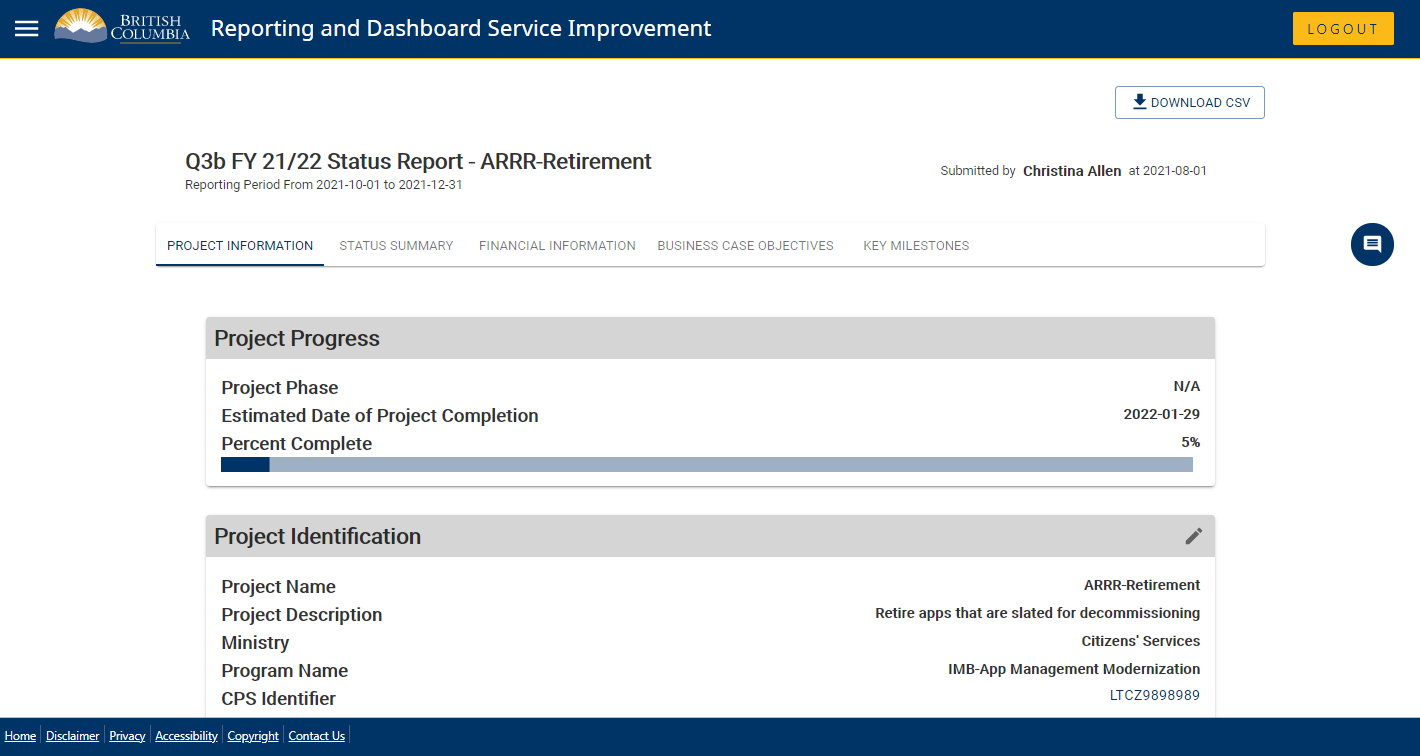 BRITISH
COLUMBIA
Reporting and Dashboard Service Improvement
LOGOUT
DOWNLOAD CSV
Q3b FY 21/22 Status Report - ARRR-Retirement
Reporting Period From 2021-10-01 to 2021-12-31
Submitted by Christina Allen at 2021-08-01
PROJECT INFORMATION STATUS SUMMARY FINANCIAL INFORMATION BUSINESS CASE OBJECTIVES KEY MILESTONES
Project Progress
Project Phase N/A
Estimated Date of Project Completion 2022-01-29
Percent Complete 5%
Project Identification
Project Name ARRR-Retirement
Project Description Retire apps that are slated for decommissioning
Ministry Citizens' Services
Program Name IMB-App Management Modernization
CPS Identifier LTCZ9898989
Home Disclaimer Privacy Accessibility Copyright Contact Us